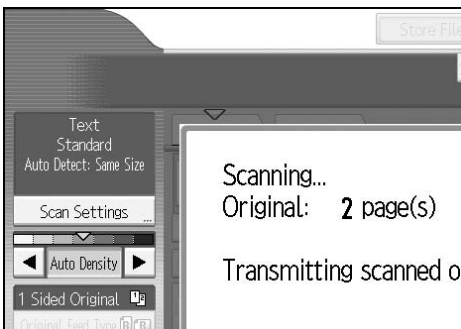 Store File
Text
Standard
Auto Detect: Same Size
Scan Settings
Auto Density
1 Sided Original
Original Feed Type
Scanning...
Original: 2 page(s)
Transmitting scanned o